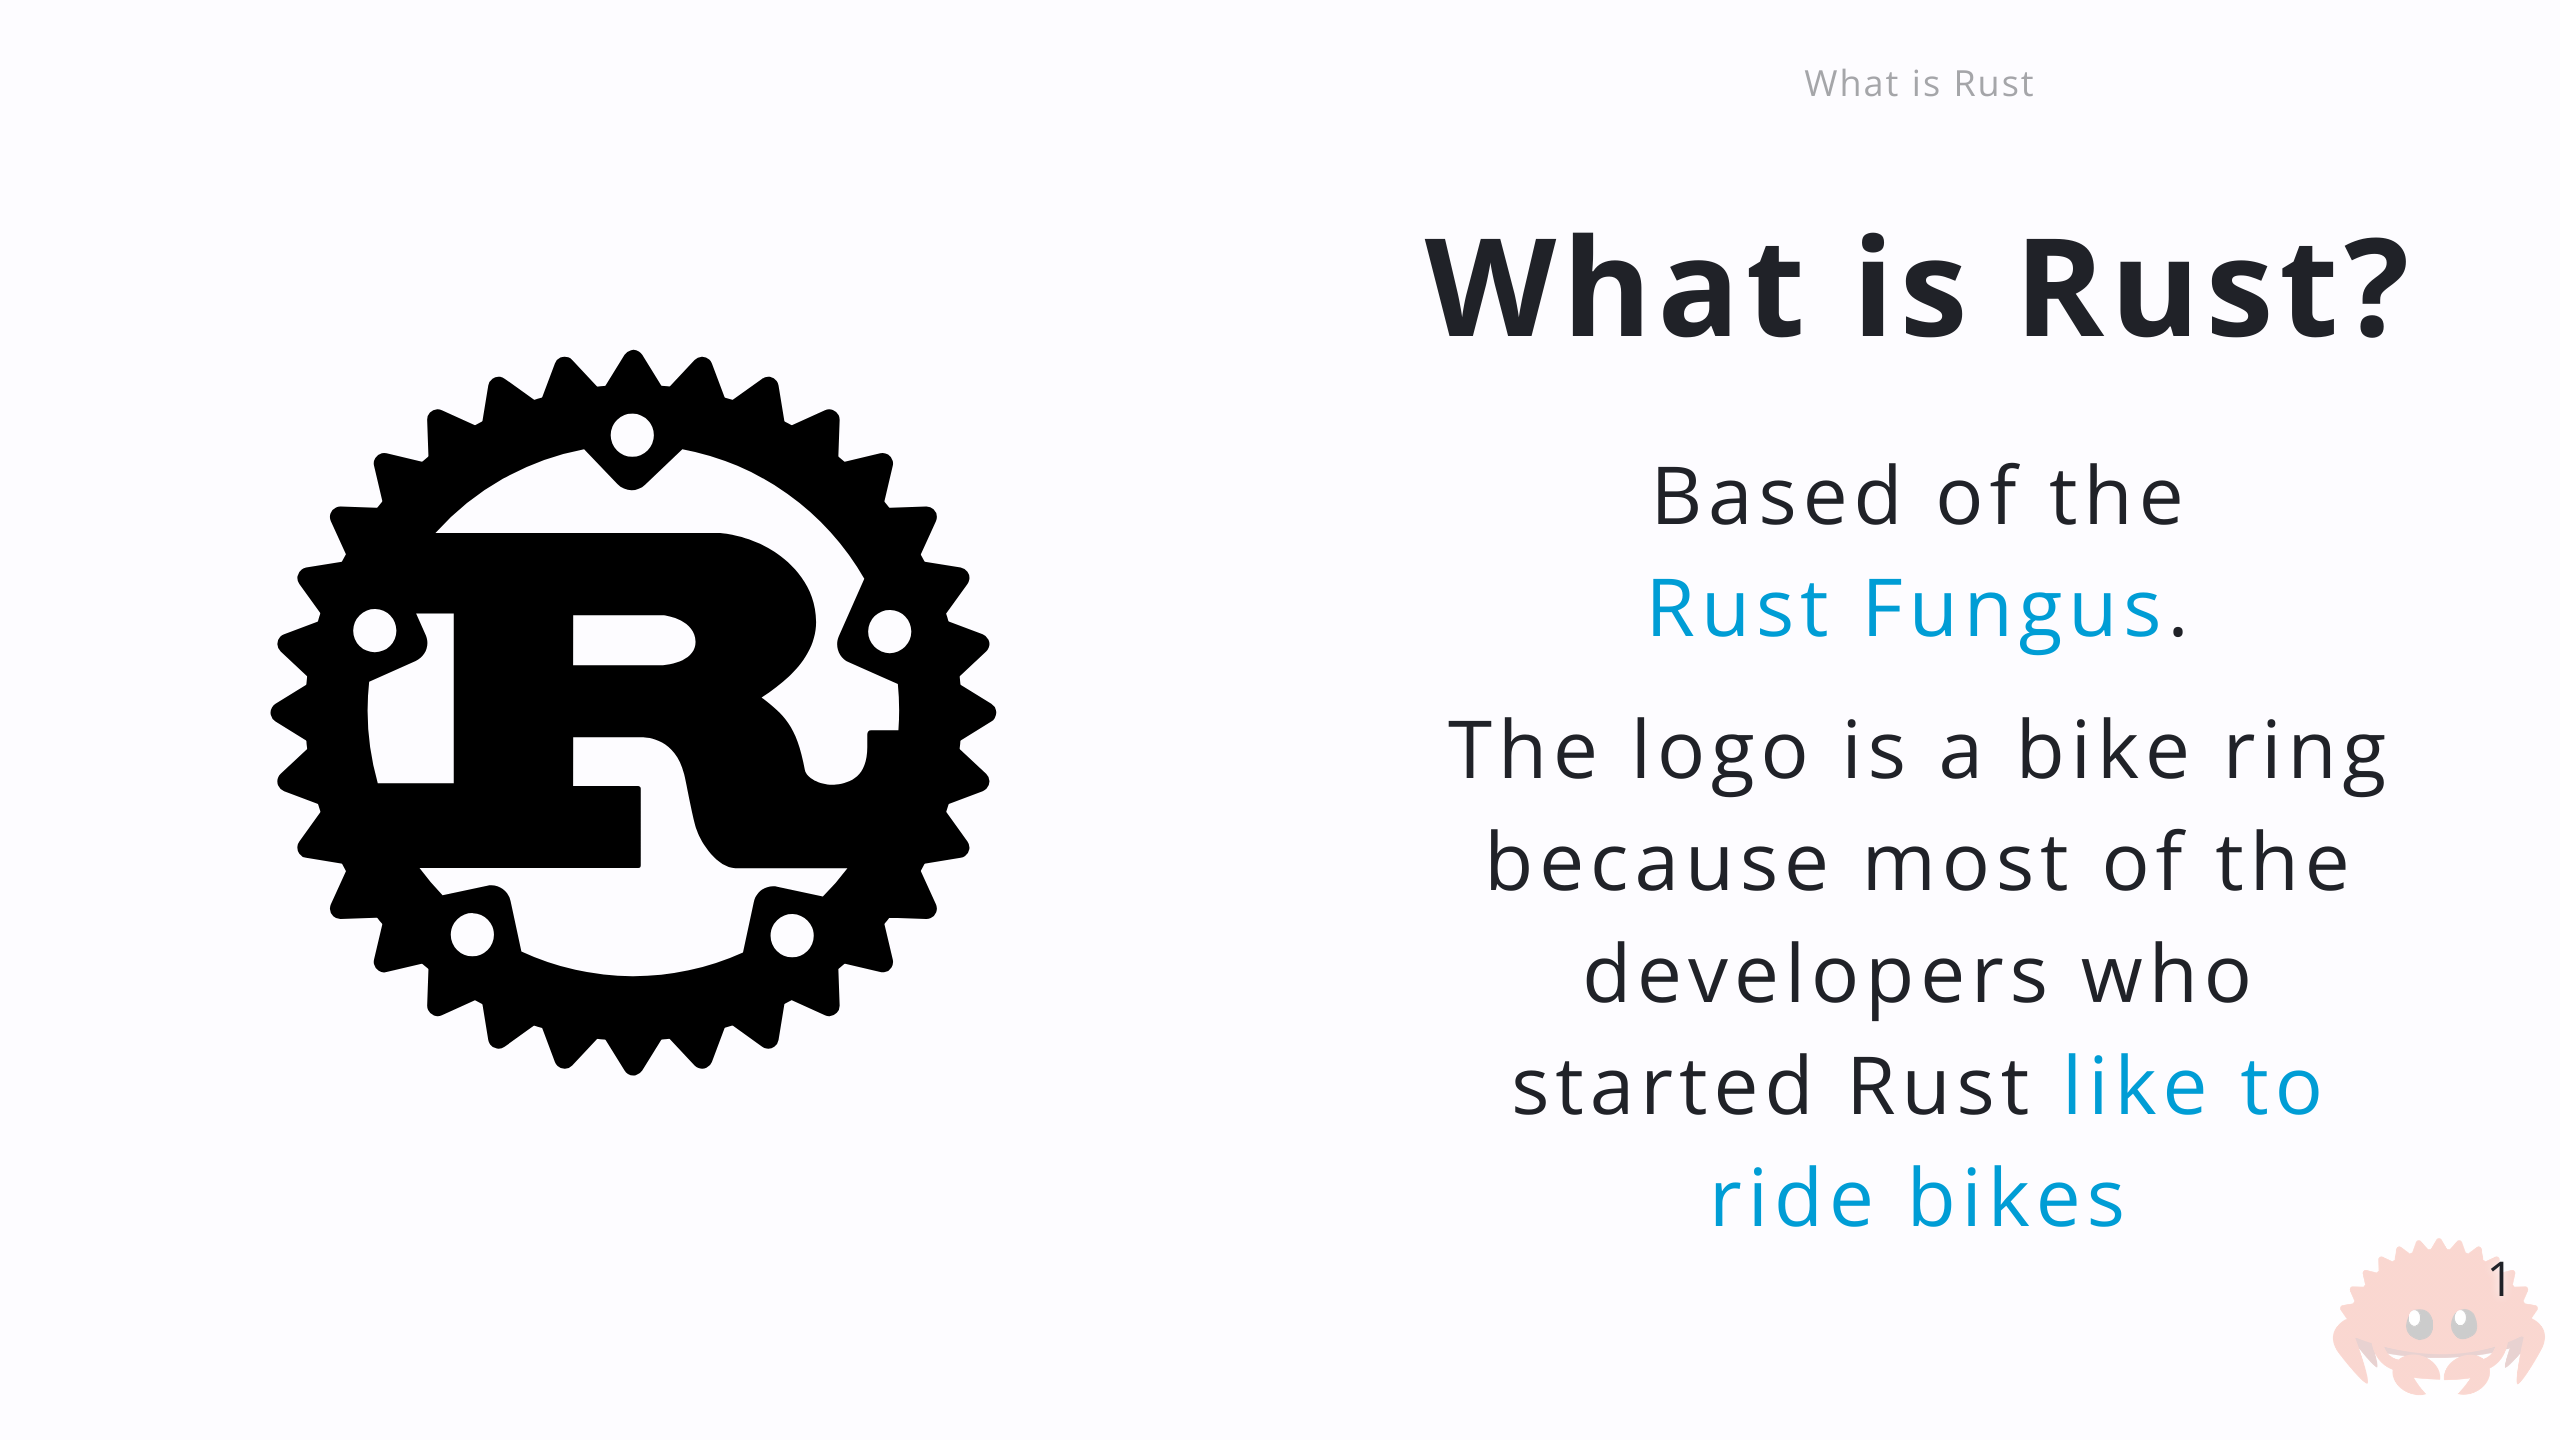 What is Rust
What is Rust?
Based of the
Rust Fungus.
The logo is a bike ring
because most of the
developers who
started Rust like to
ride bikes
1
R